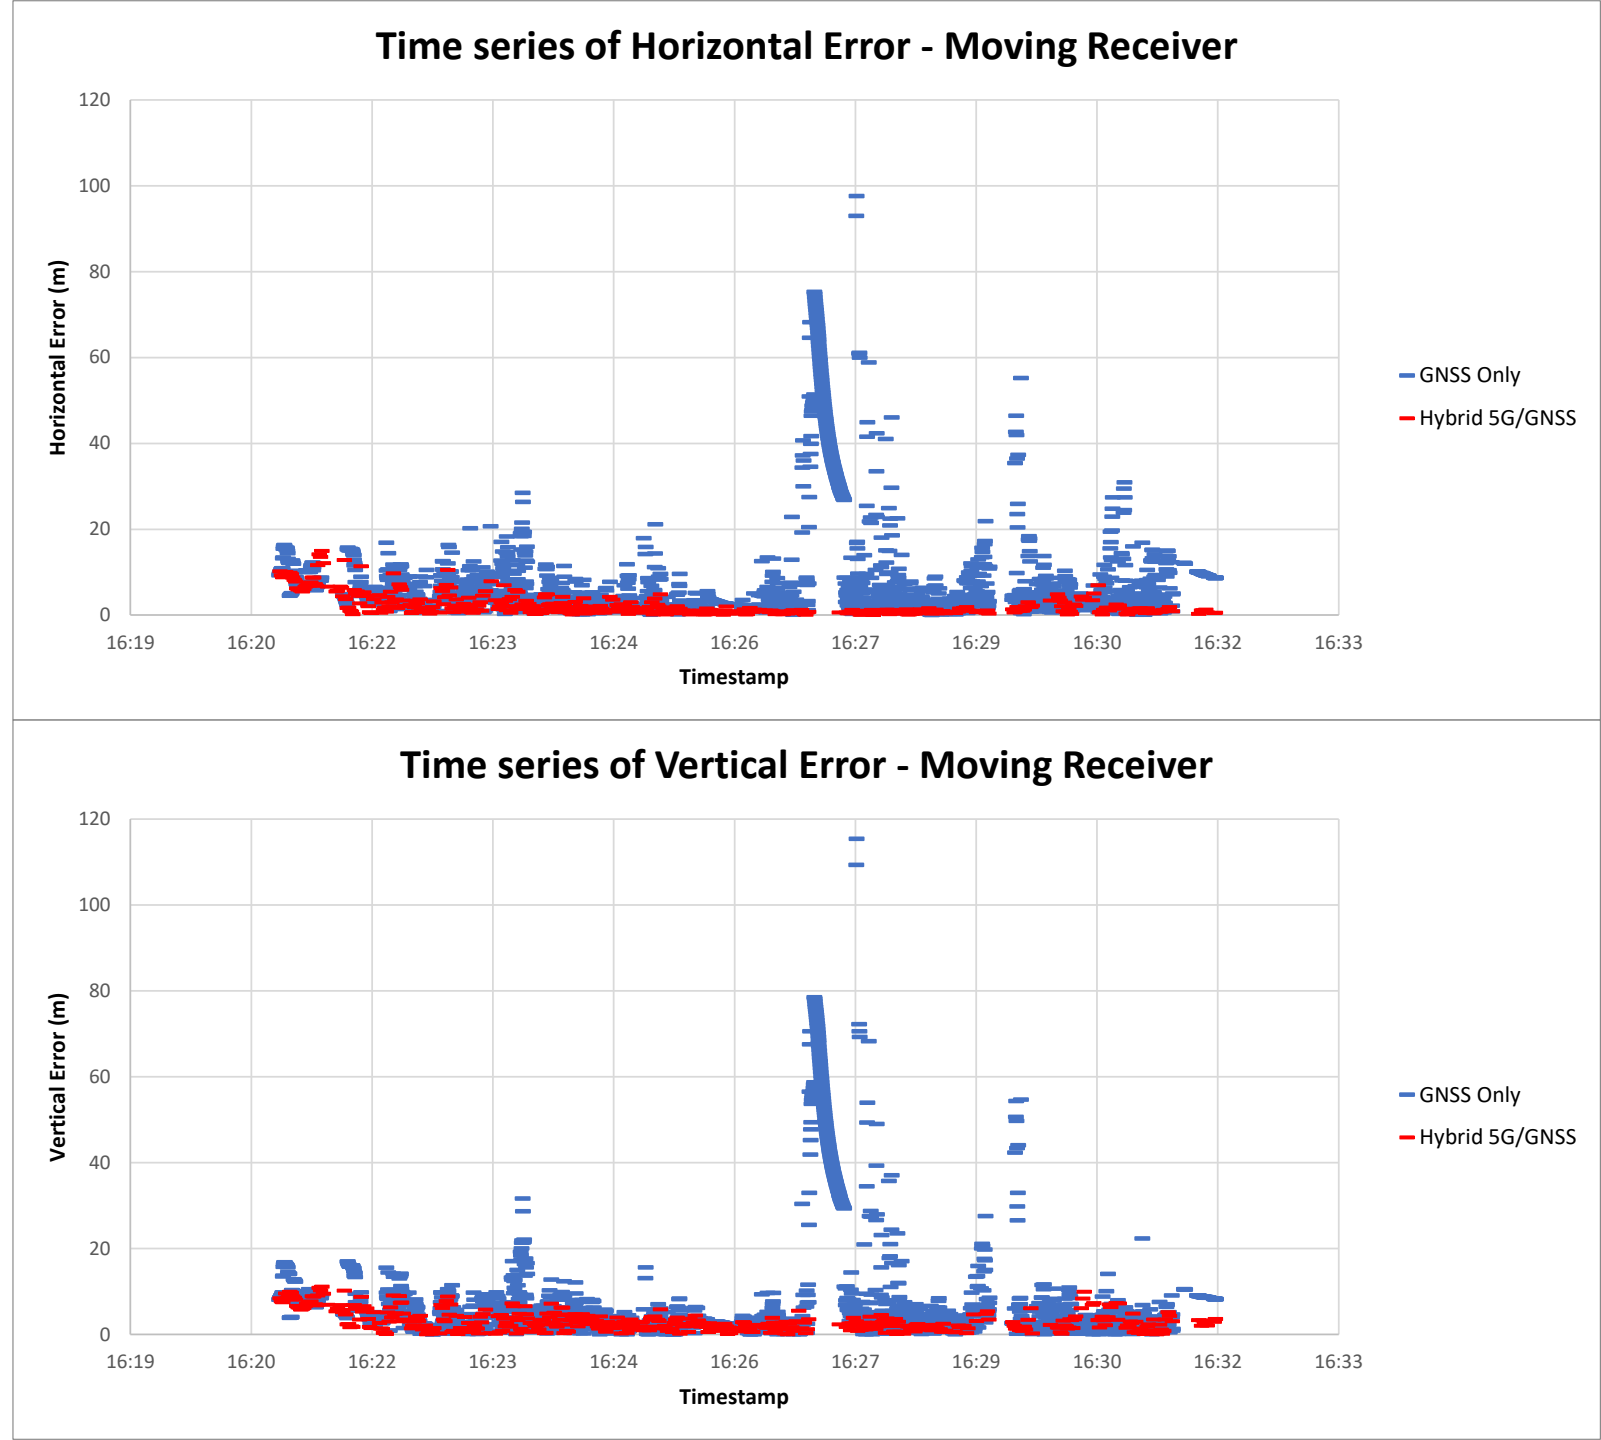 Time series of Horizontal Error - Moving Receiver
120
100
80
60
40
20
0
Horizontal Error (m)
16:19 16:20 16:22 16:23 16:24 16:26 16:27 16:29 16:30 16:32 16:33
Timestamp
GNSS Only
Hybrid 5G/GNSS
Time series of Vertical Error - Moving Receiver
120
100
80
60
40
20
0
Vertical Error (m)
16:19 16:20 16:22 16:23 16:24 16:26 16:27 16:29 16:30 16:32 16:33
Timestamp
GNSS Only
Hybrid 5G/GNSS